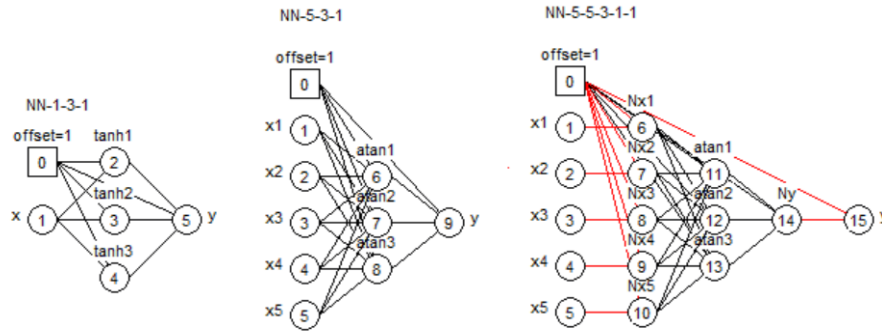 NN-1-3-1
offset=1
tanh1
0
2
x
tanh2
1
3
5
y
tanh3
4
NN-5-3-1
offset=1
0
x1
1
atan1
x2
2
6
atan2
x3
3
7
9
y
atan3
x4
4
8
x5
5
NN-5-5-3-1-1
offset=1
0
Nx1
x1
1
6
Nx2
atan1
x2
2
7
11
Nx3
atan2
Ny
x3
3
8
12
14
15
y
Nx4
atan3
x4
4
9
13
Nx5
x5
5
10